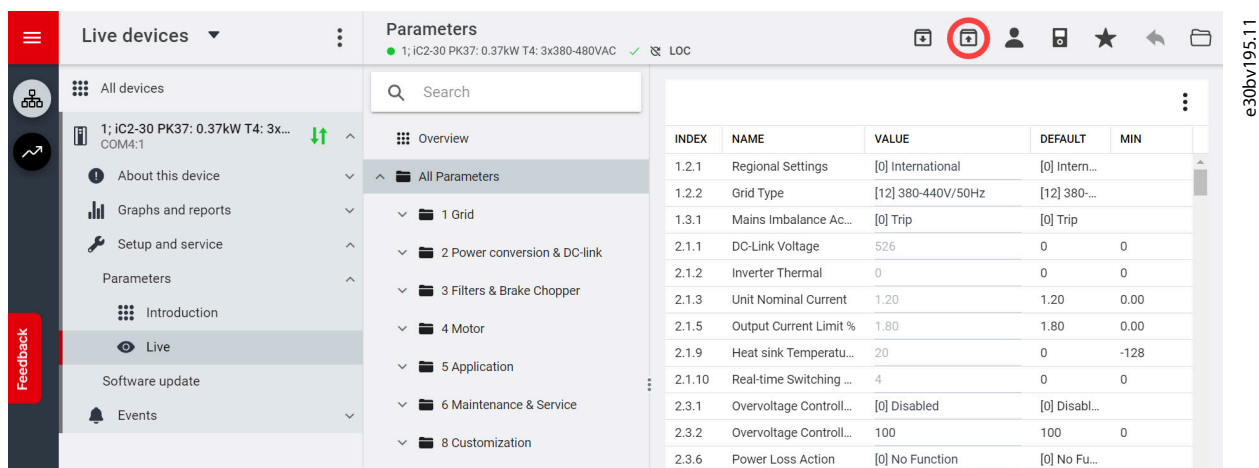 Live devices
Parameters
1; iC2-30 PK37: 0.37kW T4: 3x380-480VAC LOC
All devices
1; iC2-30 PK37: 0.37kW T4: 3x...
COM4:1
About this device
Graphs and reports
Setup and service
Parameters
Introduction
Live
Software update
Events
Feedback
Search
Overview
All Parameters
1 Grid
2 Power conversion & DC-link
3 Filters & Brake Chopper
4 Motor
5 Application
6 Maintenance & Service
8 Customization
INDEX NAME VALUE DEFAULT MIN
1.2.1 Regional Settings [0] International [0] Intern...
1.2.2 Grid Type [12] 380-440V/50Hz [12] 380-...
1.3.1 Mains Imbalance Ac... [0] Trip [0] Trip
2.1.1 DC-Link Voltage 526 0 0
2.1.2 Inverter Thermal 0 0 0
2.1.3 Unit Nominal Current 1.20 1.20 0.00
2.1.5 Output Current Limit % 1.80 1.80 0.00
2.1.9 Heat sink Temperatu... 20 0 -128
2.1.10 Real-time Switching ... 4 0 0
2.3.1 Overvoltage Controll... [0] Disabled [0] Disabl...
2.3.2 Overvoltage Controll... 100 100 0
2.3.6 Power Loss Action [0] No Function [0] No Fu...
e30bv195.11